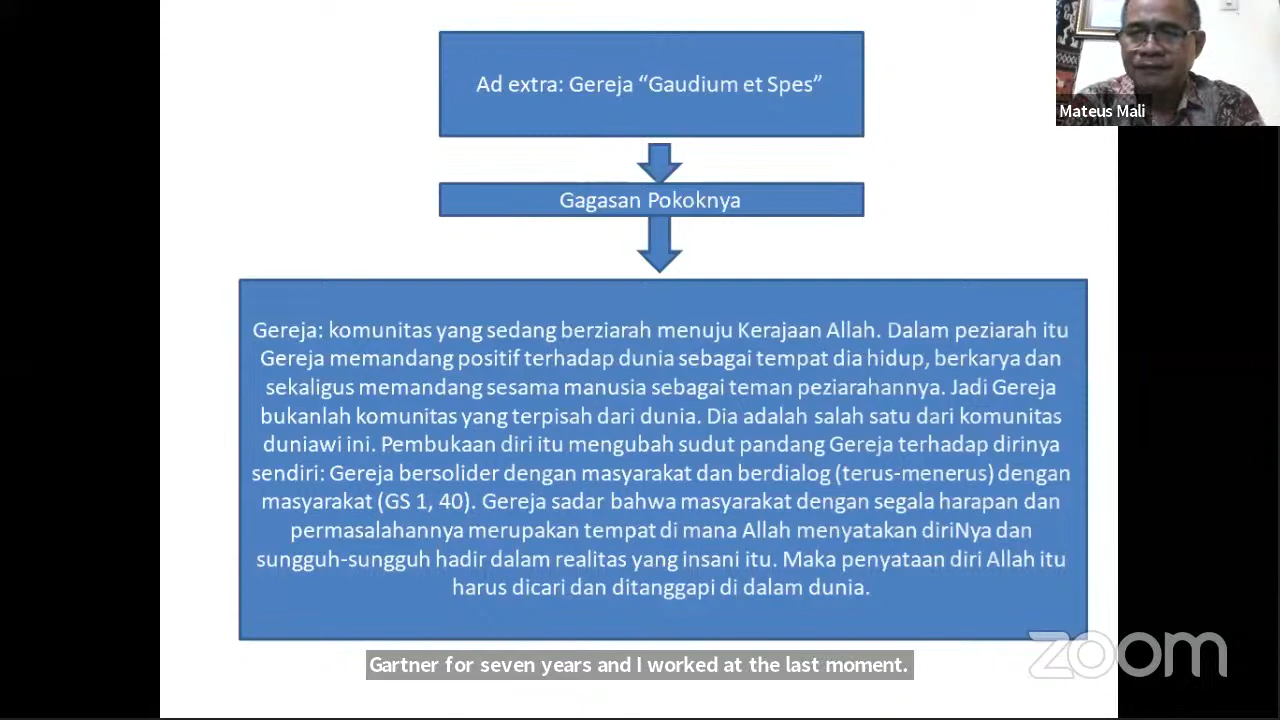 Ad extra: Gereja “Gaudium et Spes”
Mateus Mali
Gagasan Pokoknya
Gereja: komunitas yang sedang berziarah menuju Kerajaan Allah. Dalam peziarah itu
Gereja memandang positif terhadap dunia sebagai tempat dia hidup, berkarya dan
sekaligus memandang sesama manusia sebagai teman peziarahannya. Jadi Gereja
bukanlah komunitas yang terpisah dari dunia. Dia adalah salah satu dari komunitas
duniawi ini. Pembukaan diri itu mengubah sudut pandang Gereja terhadap dirinya
sendiri: Gereja bersolider dengan masyarakat dan berdialog (terus-menerus) dengan
masyarakat (GS 1, 40). Gereja sadar bahwa masyarakat dengan segala harapan dan
permasalahannya merupakan tempat di mana Allah menyatakan diriNya dan
sungguh-sungguh hadir dalam realitas yang insani itu. Maka penyataan diri Allah itu
harus dicari dan ditanggapi di dalam dunia.
zoom
Gartner for seven years and I worked at the last moment.